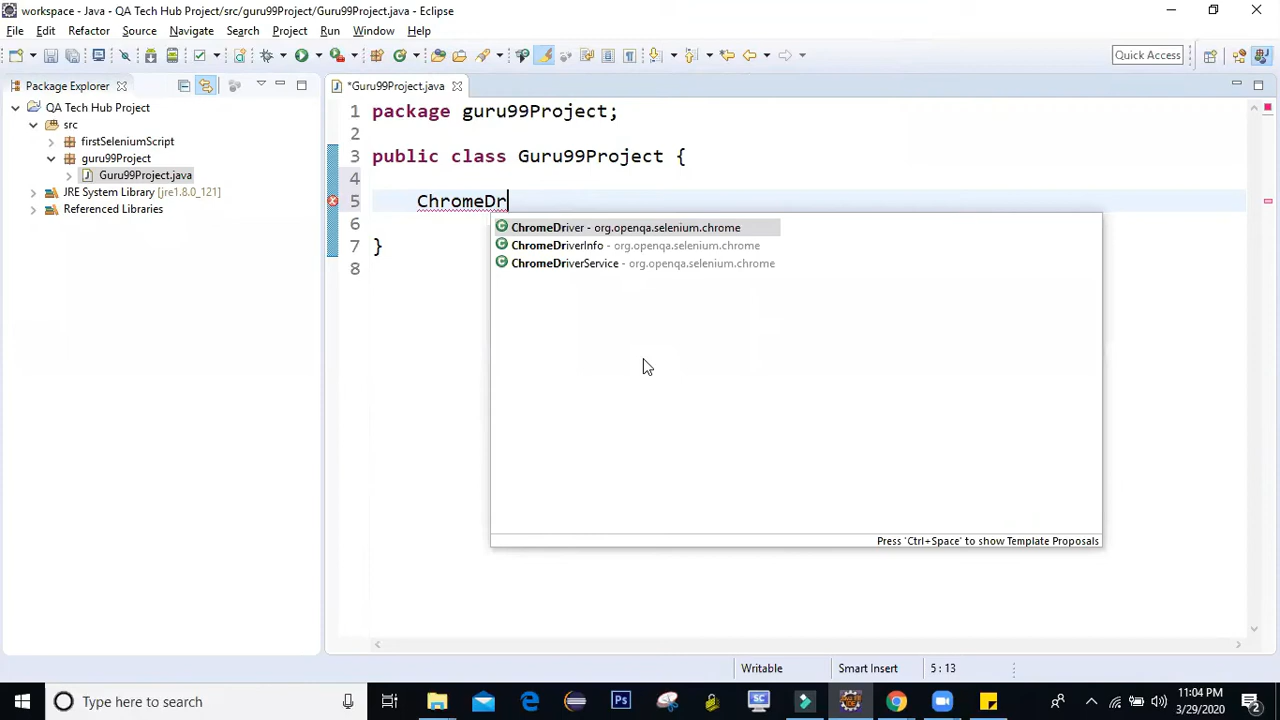 workspace - Java - QA Tech Hub Project/src/guru99Project/Guru99Project.java - Eclipse
File Edit Refactor Source Navigate Search Project Run Window Help
Quick Access
Package Explorer
QA Tech Hub Project
src
firstSeleniumScript
guru99Project
Guru99Project.java
JRE System Library [jre1.8.0_121]
Referenced Libraries
*Guru99Project.java
1 package guru99Project;
2
3 public class Guru99Project {
4
5 ChromeDr
6
7 }
8
ChromeDriver - org.openqa.selenium.chrome
ChromeDriverInfo - org.openqa.selenium.chrome
ChromeDriverService - org.openqa.selenium.chrome
Press 'Ctrl+Space' to show Template Proposals
Writable Smart Insert 5 : 13
Type here to search
Ps
SC
11:04 PM
3/29/2020
2